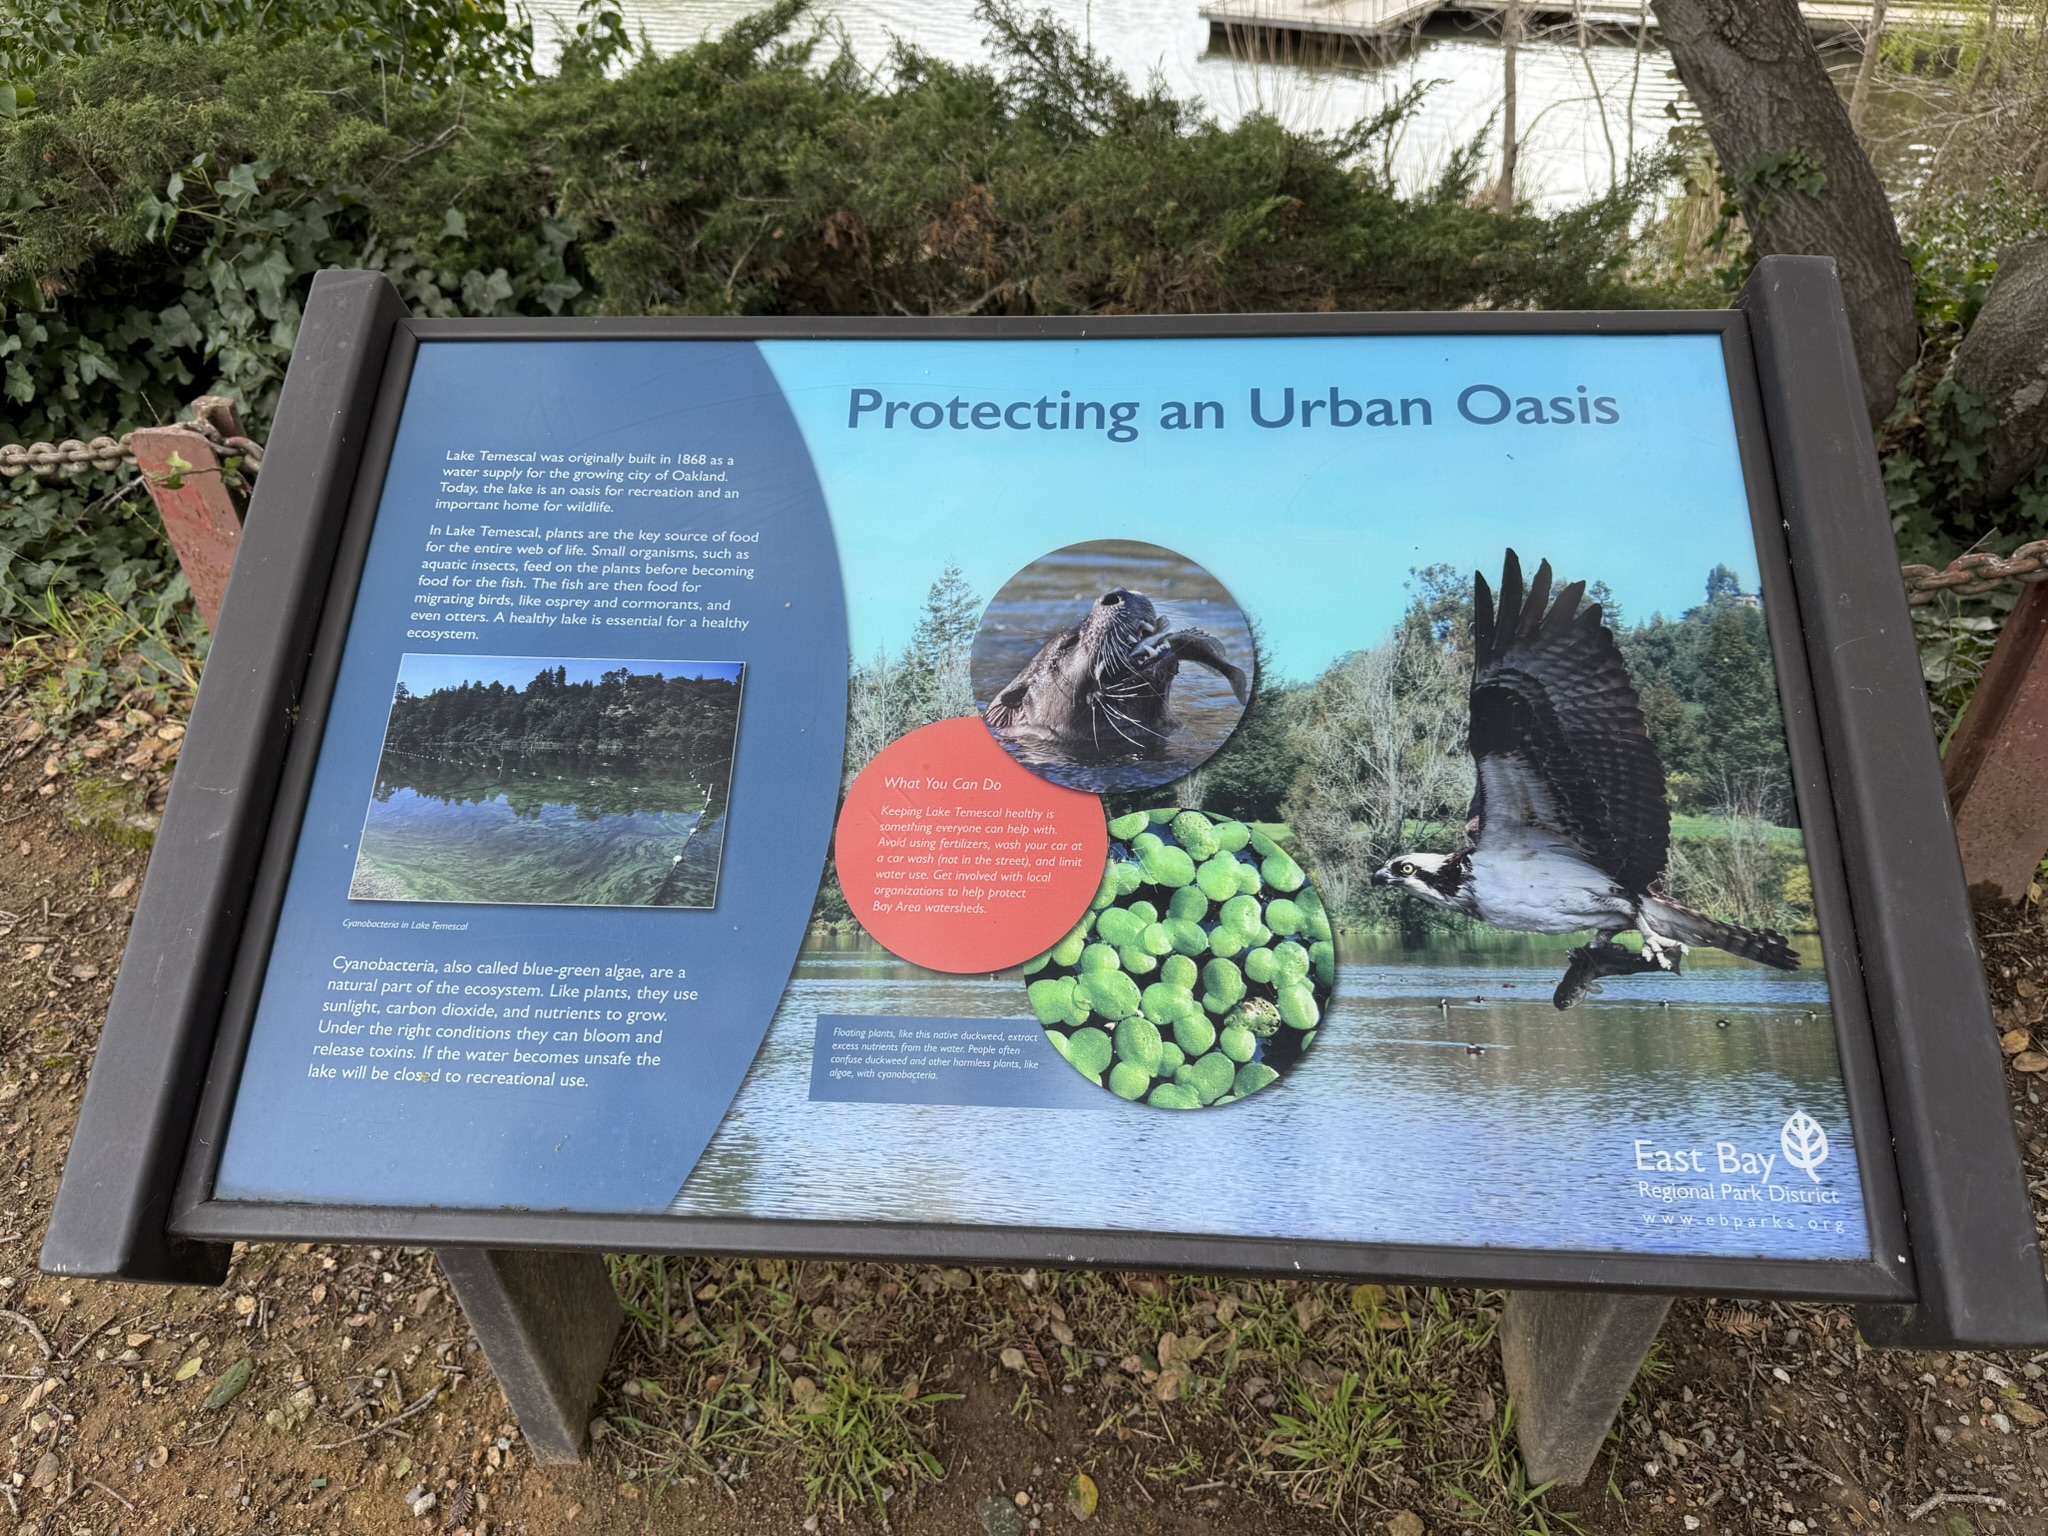 Protecting an Urban Oasis
Lake Temescal was originally built in 1868 as a
water supply for the growing city of Oakland.
Today, the lake is an oasis for recreation and an
important home for wildlife.
In Lake Temescal, plants are the key source of food
for the entire web of life. Small organisms, such as
aquatic insects, feed on the plants before becoming
food for the fish. The fish are then food for
migrating birds, like osprey and cormorants, and
even otters. A healthy lake is essential for a healthy
ecosystem.
Cyanobacteria in Lake Temescal
Cyanobacteria, also called blue-green algae, are a
natural part of the ecosystem. Like plants, they use
sunlight, carbon dioxide, and nutrients to grow.
Under the right conditions they can bloom and
release toxins. If the water becomes unsafe the
lake will be closed to recreational use.
What You Can Do
Keeping Lake Temescal healthy is
something everyone can help with.
Avoid using fertilizers, wash your car at
a car wash (not in the street), and limit
water use. Get involved with local
organizations to help protect
Bay Area watersheds.
Floating plants, like this native duckweed, extract
excess nutrients from the water. People often
confuse duckweed and other harmless plants, like
algae, with cyanobacteria.
East Bay
Regional Park District
www.ebparks.org